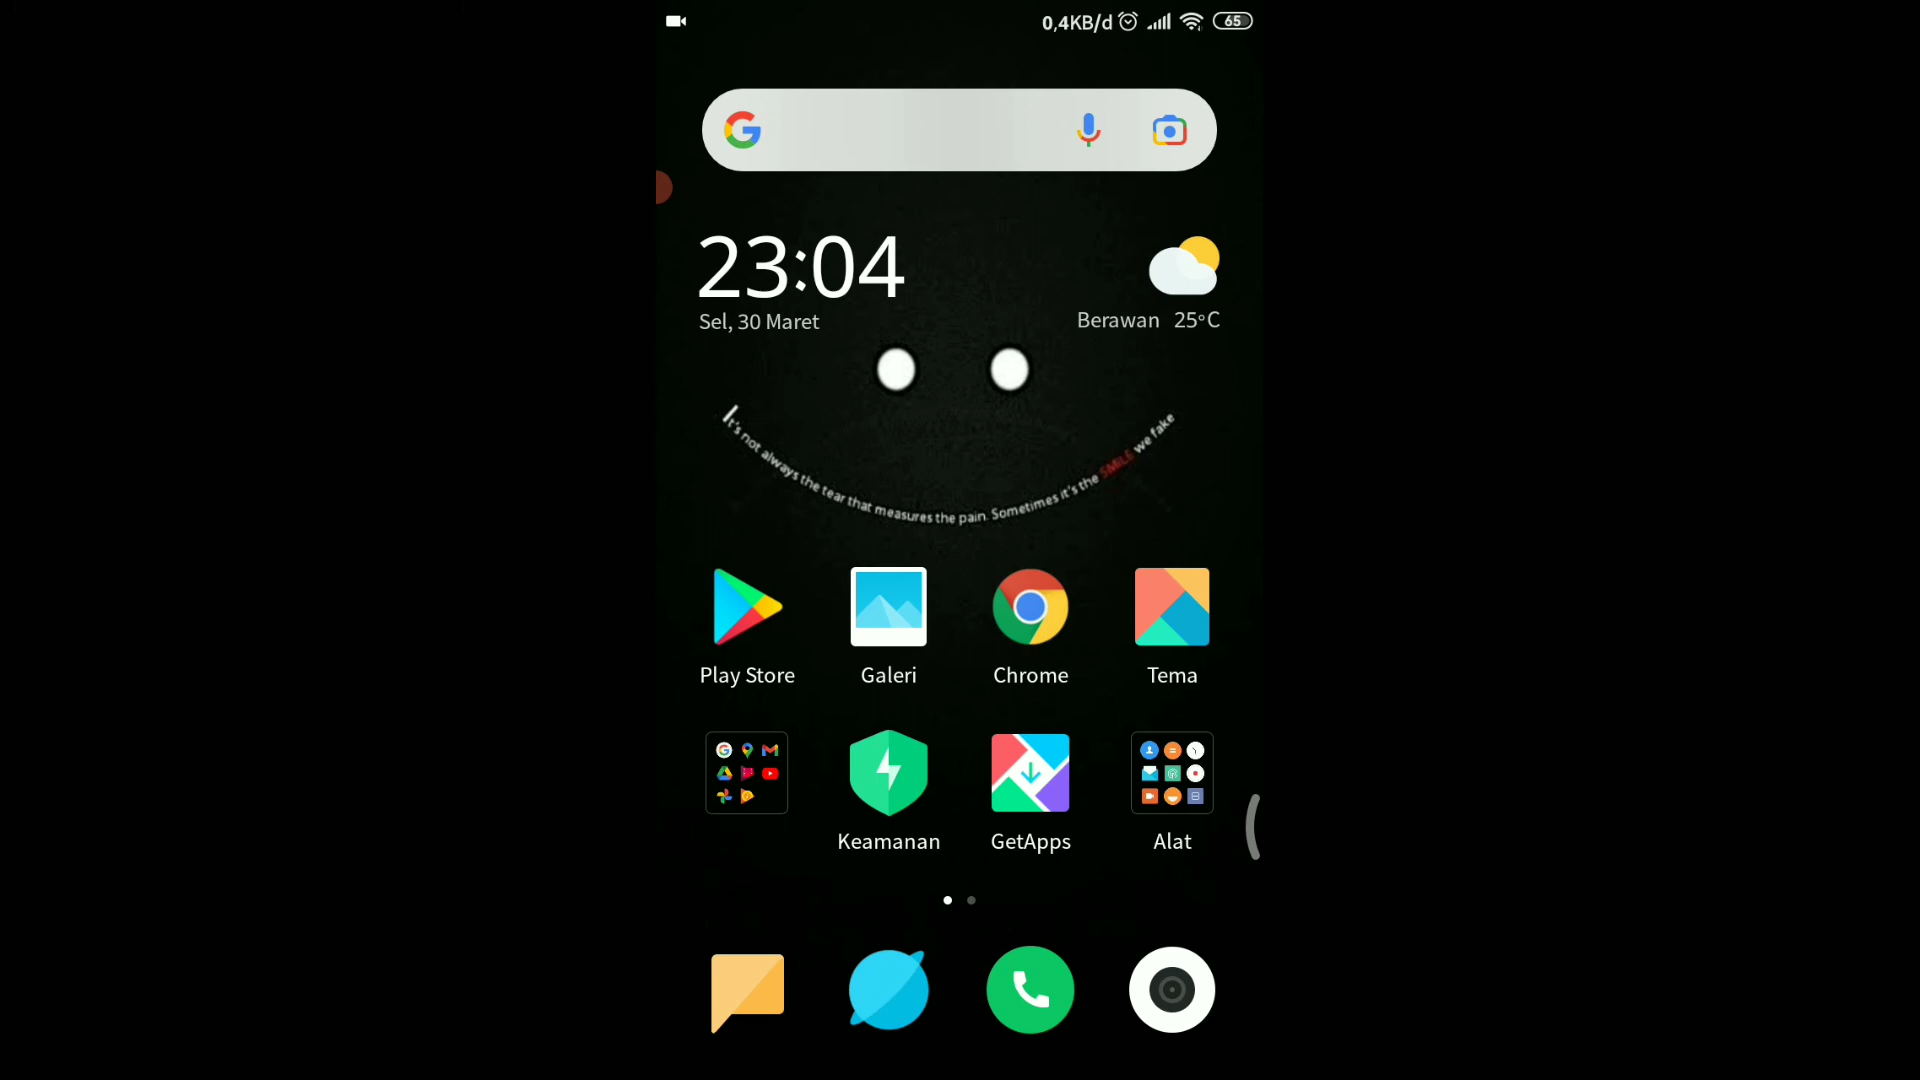 0,4KB/d 65
23:04
Sel, 30 Maret
Berawan 25°C
It's not always the tear that measures the pain. Sometimes it's the SMILE we fake
Play Store Galeri Chrome Tema
Keamanan GetApps Alat